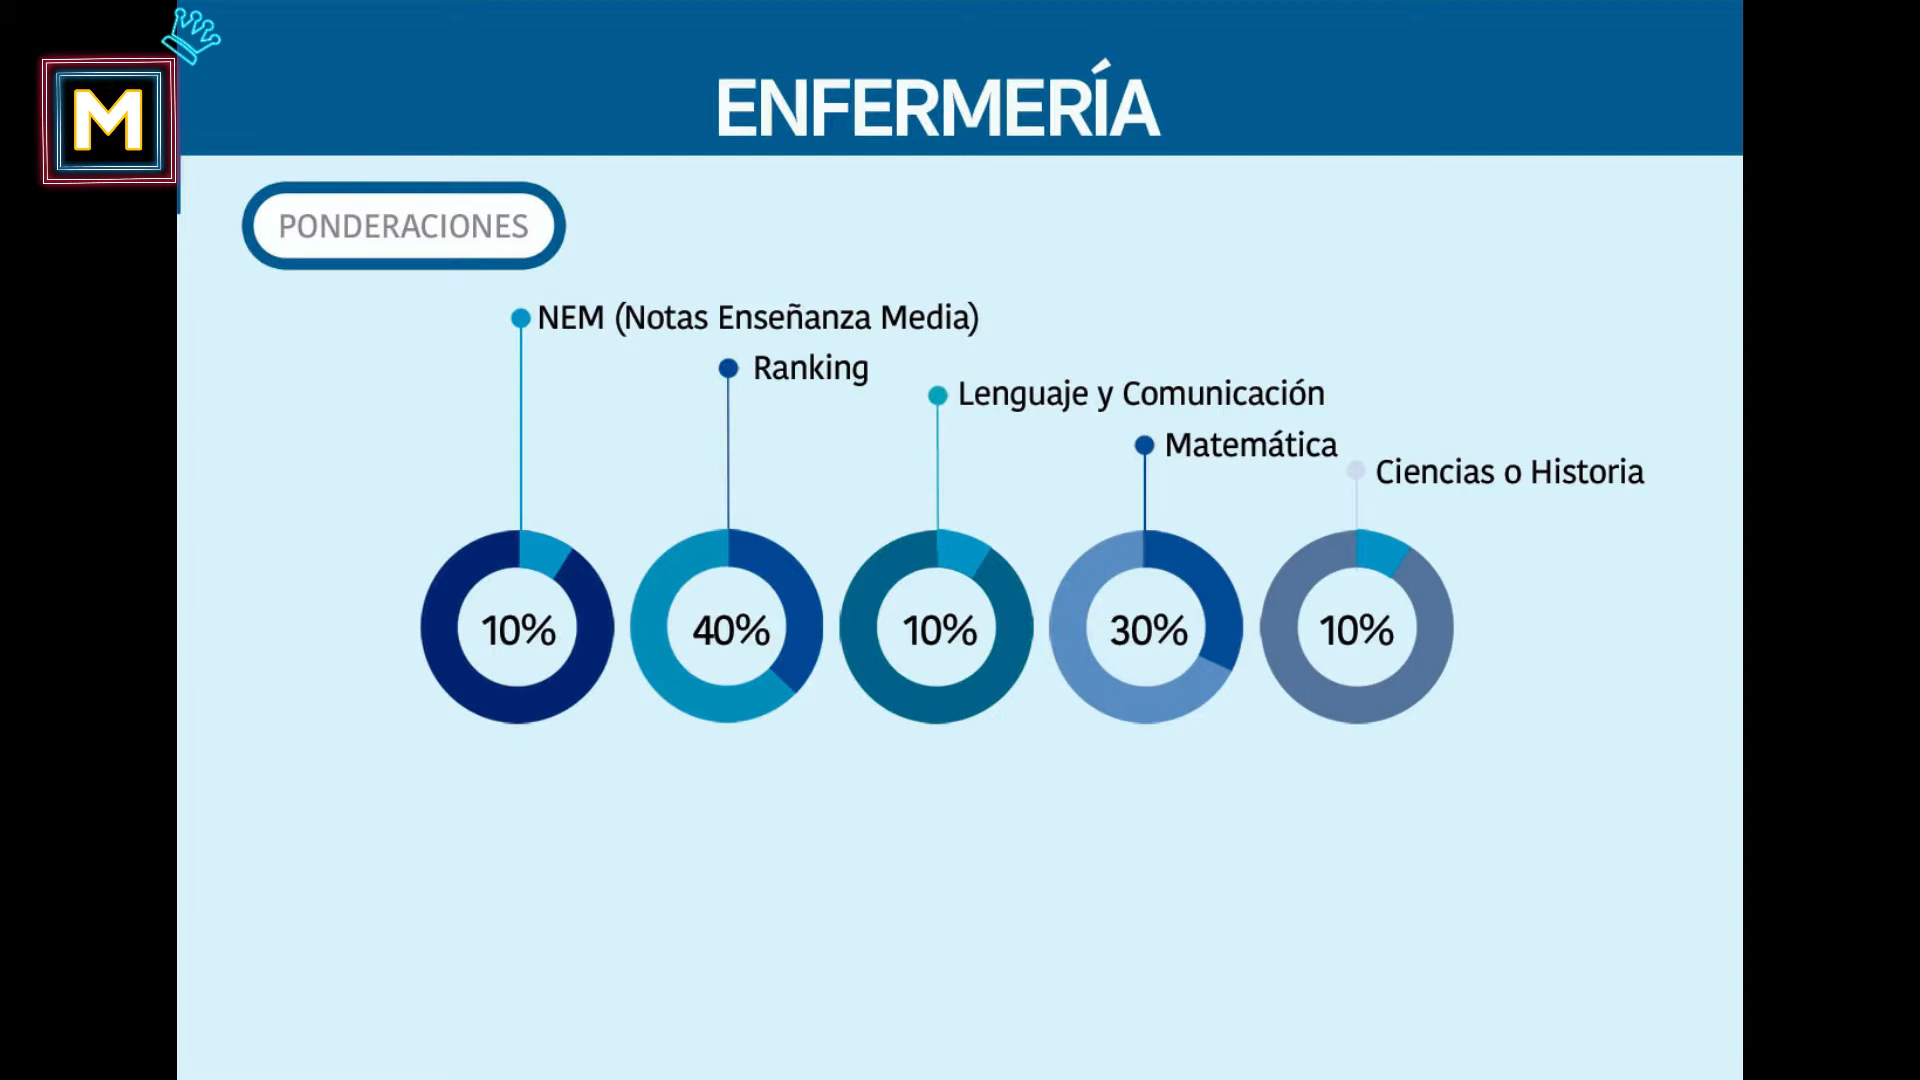 M
ENFERMERÍA
PONDERACIONES
NEM (Notas Enseñanza Media)
Ranking
Lenguaje y Comunicación
Matemática
Ciencias o Historia
10% 40% 10% 30% 10%